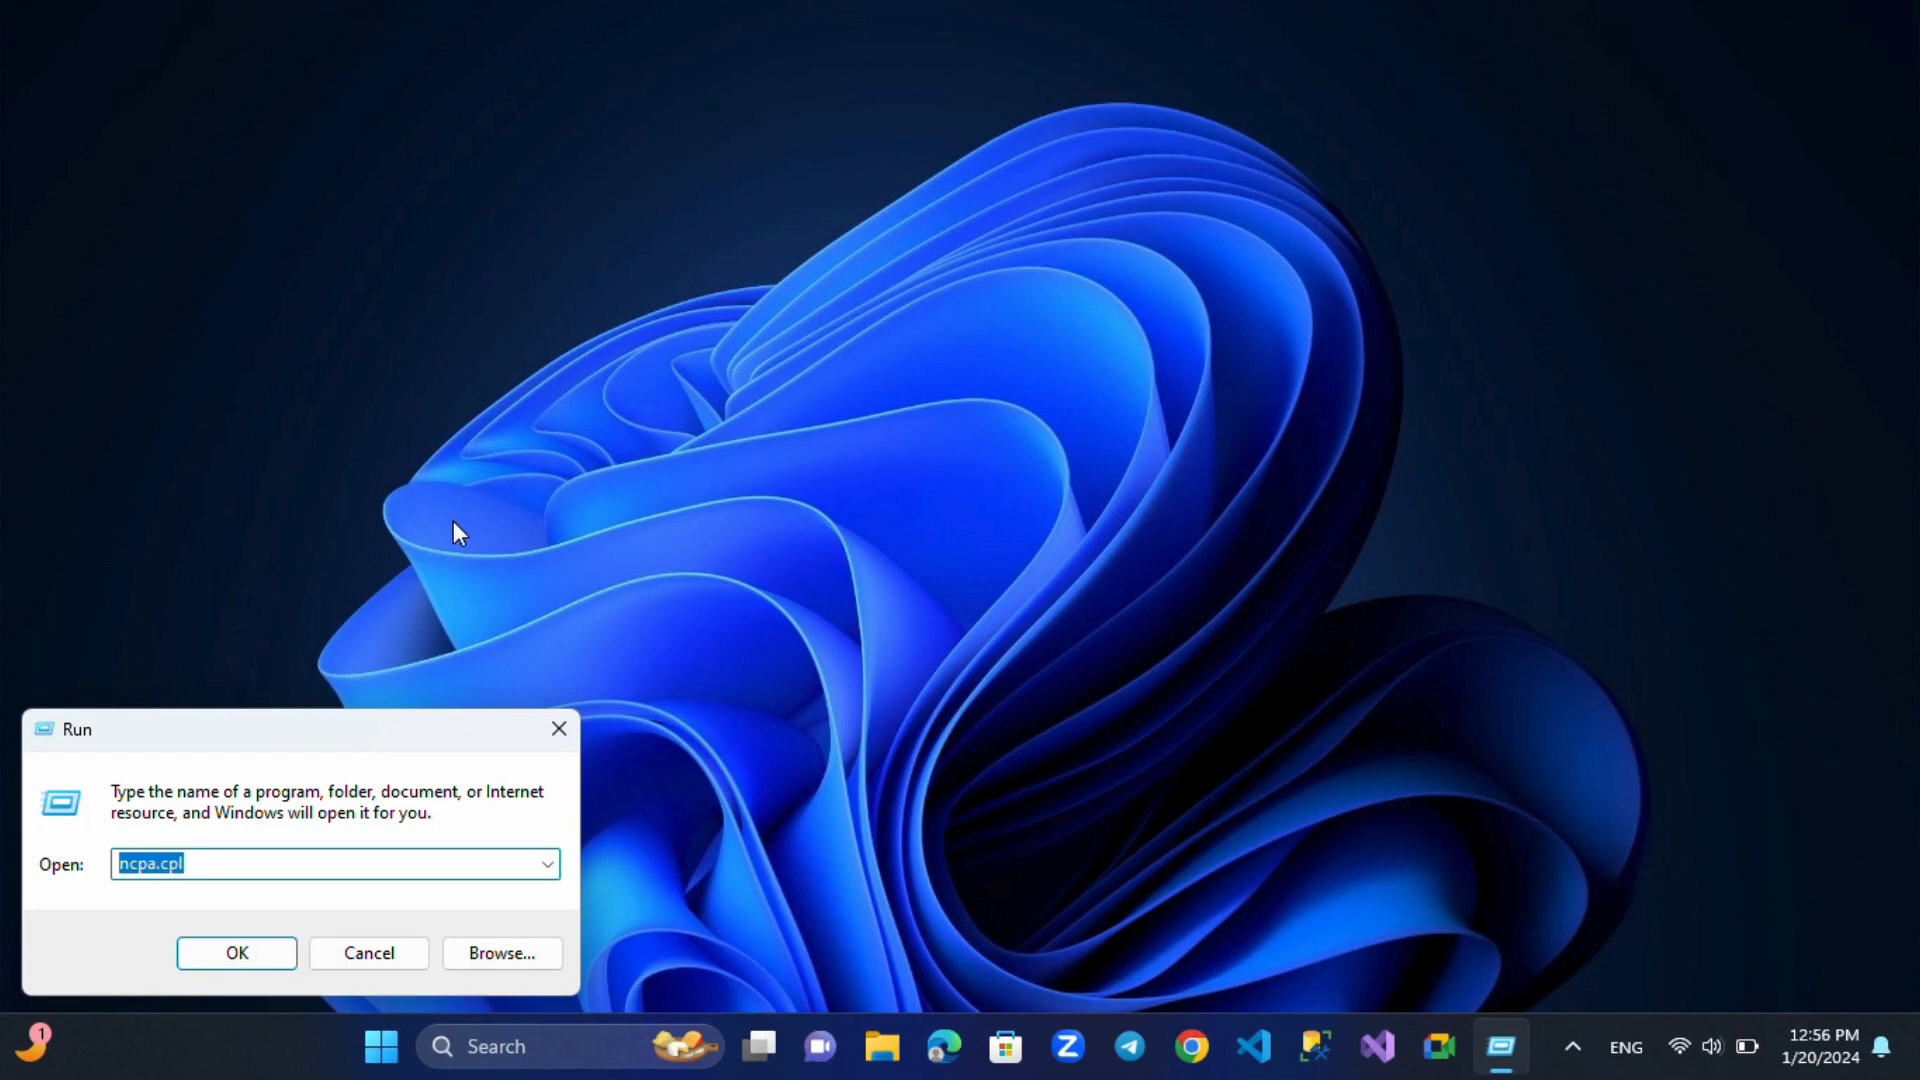 Run
Type the name of a program, folder, document, or Internet
resource, and Windows will open it for you.
Open:
ncpa.cpl
OK
Cancel
Browse...
1
Search
Z
ENG
12:56 PM
1/20/2024